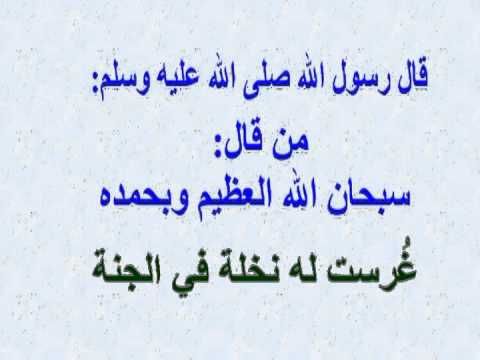 قال رسول الله صلى الله عليه وسلم:
من قال:
سبحان الله العظيم وبحمده
غُرست له نخلة في الجنة